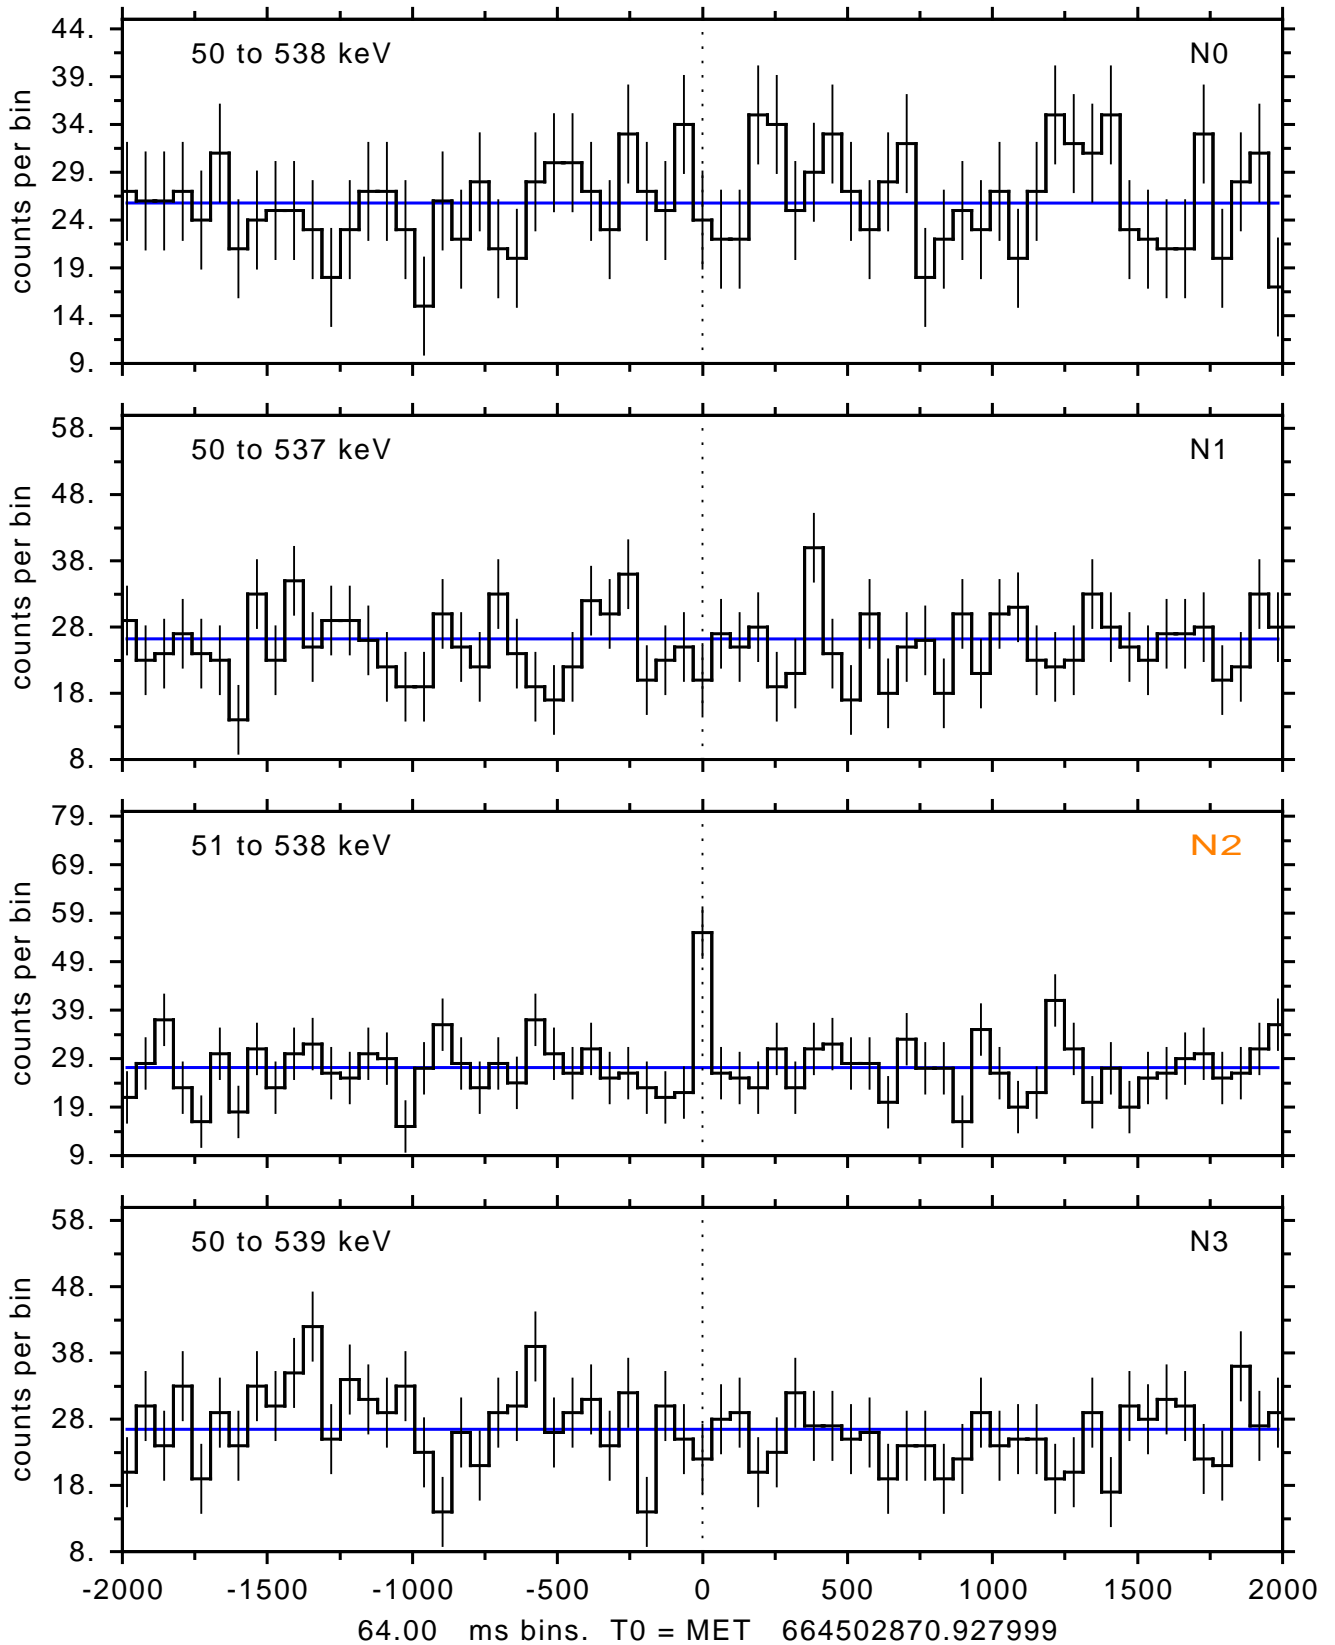 44.
39.
34.
29.
24.
19.
14.
9.
counts per bin
50 to 538 keV N0
58.
48.
38.
28.
18.
8.
counts per bin
50 to 537 keV N1
79.
69.
59.
49.
39.
29.
19.
9.
counts per bin
51 to 538 keV N2
58.
48.
38.
28.
18.
8.
counts per bin
50 to 539 keV N3
-2000 -1500 -1000 -500 0 500 1000 1500 2000
64.00 ms bins. T0 = MET 664502870.927999